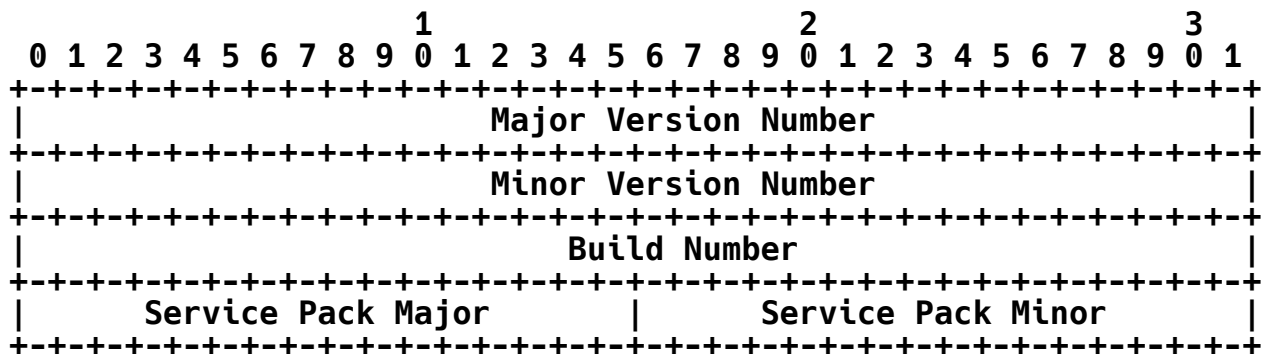 1                   2                   3
 0 1 2 3 4 5 6 7 8 9 0 1 2 3 4 5 6 7 8 9 0 1 2 3 4 5 6 7 8 9 0 1
+-+-+-+-+-+-+-+-+-+-+-+-+-+-+-+-+-+-+-+-+-+-+-+-+-+-+-+-+-+-+-+-+
|                        Major Version Number                   |
+-+-+-+-+-+-+-+-+-+-+-+-+-+-+-+-+-+-+-+-+-+-+-+-+-+-+-+-+-+-+-+-+
|                        Minor Version Number                   |
+-+-+-+-+-+-+-+-+-+-+-+-+-+-+-+-+-+-+-+-+-+-+-+-+-+-+-+-+-+-+-+-+
|                            Build Number                       |
+-+-+-+-+-+-+-+-+-+-+-+-+-+-+-+-+-+-+-+-+-+-+-+-+-+-+-+-+-+-+-+-+
|      Service Pack Major       |      Service Pack Minor       |
+-+-+-+-+-+-+-+-+-+-+-+-+-+-+-+-+-+-+-+-+-+-+-+-+-+-+-+-+-+-+-+-+